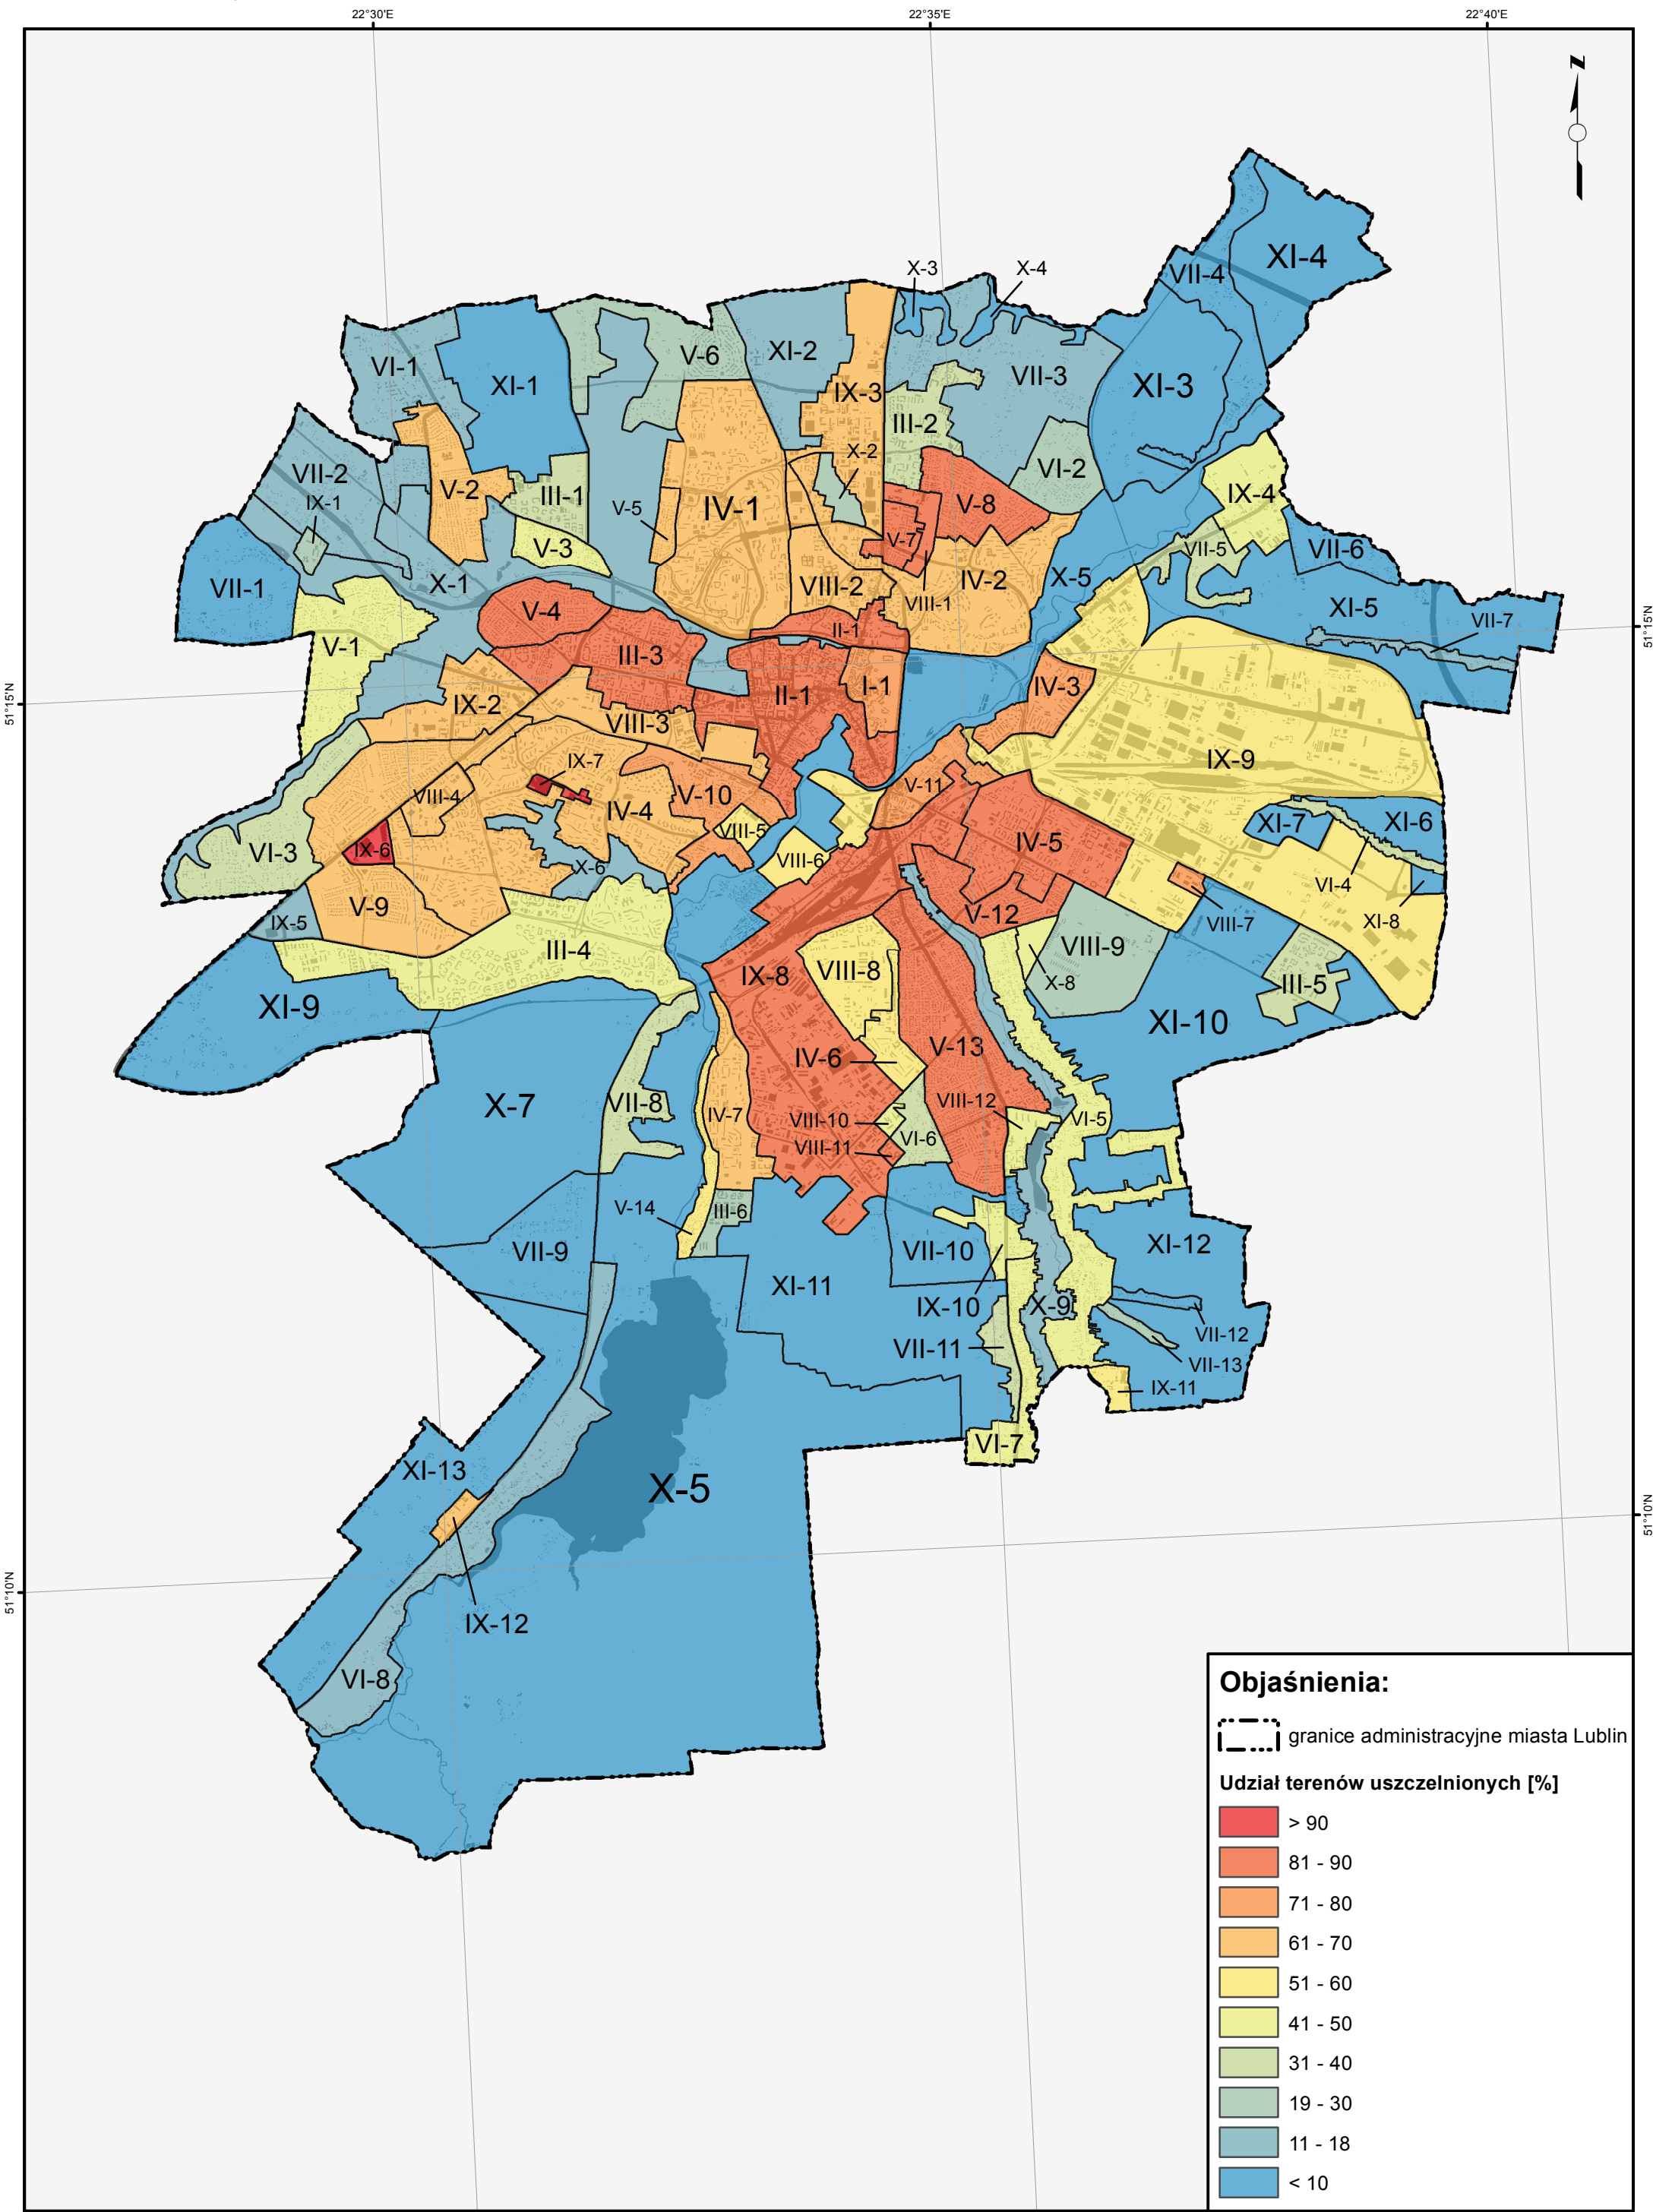 22°30'E
22°35'E
22°40'E
N
XI-4
VII-4
X-3
X-4
VI-1
XI-1
V-6
XI-2
IX-3
VII-3
XI-3
III-2
X-2
VI-2
VII-2
IX-1
V-2
III-1
V-5
IV-1
V-8
IX-4
V-3
V-7
VII-5
VII-6
VII-1
X-1
VIII-2
VIII-1
IV-2
X-5
XI-5
VII-7
V-4
II-1
V-1
III-3
51°15'N
51°15'N
IX-2
VIII-3
II-1
I-1
IV-3
IX-9
IX-7
VIII-4
IV-4
V-10
V-11
VIII-5
XI-7
XI-6
VI-3
IX-6
X-6
VIII-6
IV-5
VI-4
V-9
IX-5
V-12
VIII-7
XI-8
III-4
VIII-9
IX-8
VIII-8
X-8
III-5
XI-9
XI-10
IV-6
V-13
X-7
VII-8
IV-7
VIII-10
VIII-12
VI-5
VIII-11
VI-6
V-14
III-6
VII-9
VII-10
XI-12
XI-11
IX-10
X-9
VII-12
VII-11
VII-13
IX-11
VI-7
XI-13
X-5
51°10'N
51°10'N
IX-12
VI-8
Objaśnienia:
granice administracyjne miasta Lublin
Udział terenów uszczelnionych [%]
> 90
81 - 90
71 - 80
61 - 70
51 - 60
41 - 50
31 - 40
19 - 30
11 - 18
< 10